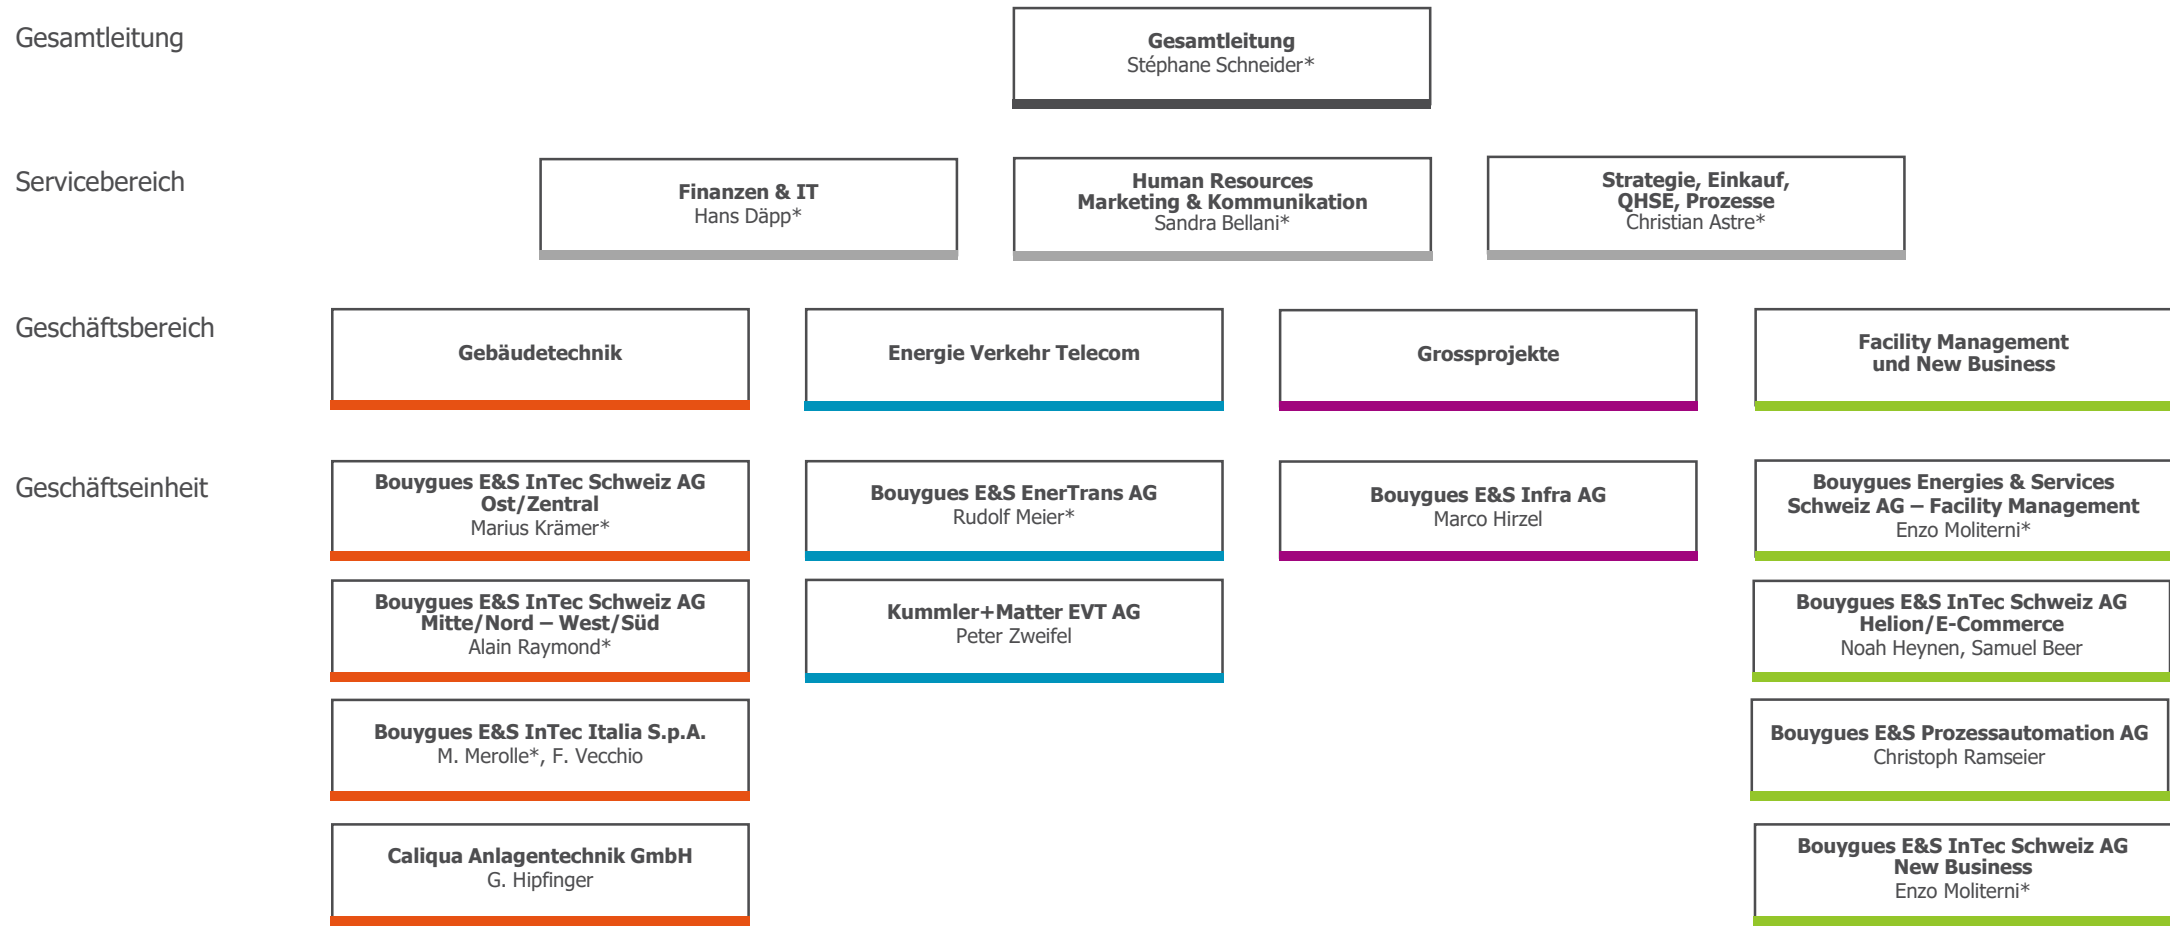 Gesamtleitung
Gesamtleitung
Stéphane Schneider*
Servicebereich
Finanzen & IT
Hans Däpp*
Human Resources
Marketing & Kommunikation
Sandra Bellani*
Strategie, Einkauf,
QHSE, Prozesse
Christian Astre*
Geschäftsbereich
Gebäudetechnik
Energie Verkehr Telecom
Grossprojekte
Facility Management
und New Business
Geschäftseinheit
Bouygues E&S InTec Schweiz AG
Ost/Zentral
Marius Krämer*
Bouygues E&S EnerTrans AG
Rudolf Meier*
Bouygues E&S Infra AG
Marco Hirzel
Bouygues Energies & Services
Schweiz AG – Facility Management
Enzo Moliterni*
Bouygues E&S InTec Schweiz AG
Mitte/Nord – West/Süd
Alain Raymond*
Kummler+Matter EVT AG
Peter Zweifel
Bouygues E&S InTec Schweiz AG
Helion/E-Commerce
Noah Heynen, Samuel Beer
Bouygues E&S InTec Italia S.p.A.
M. Merolle*, F. Vecchio
Bouygues E&S Prozessautomation AG
Christoph Ramseier
Caliqua Anlagentechnik GmbH
G. Hipfinger
Bouygues E&S InTec Schweiz AG
New Business
Enzo Moliterni*